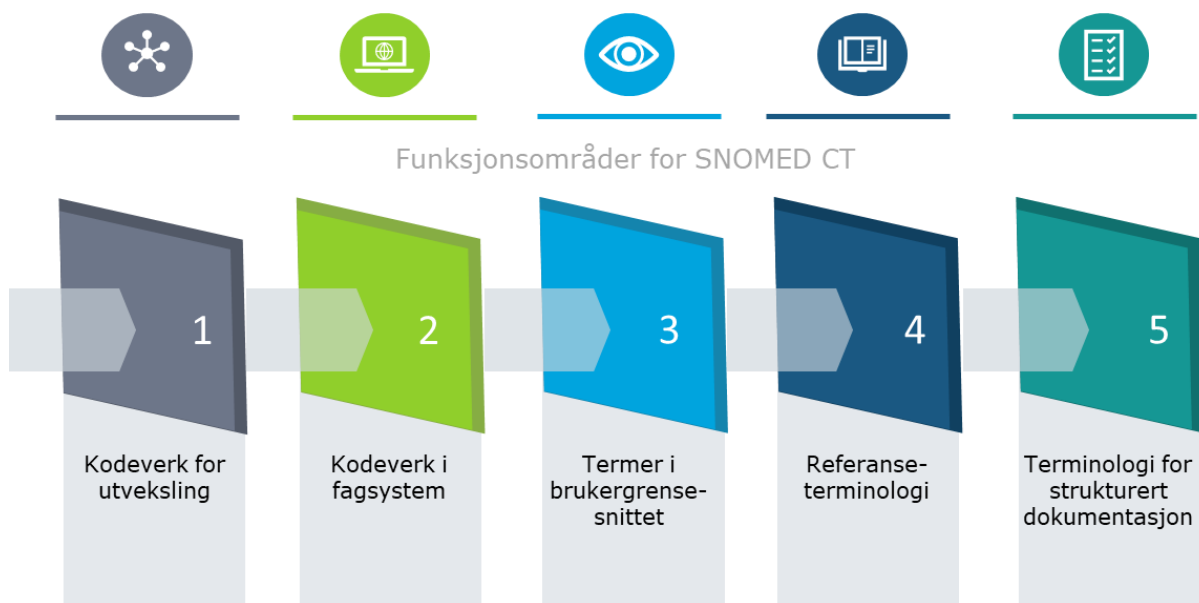 Funksjonsområder for SNOMED CT
1
2
3
4
5
Kodeverk for
utveksling
Kodeverk i
fagsystem
Termer i
brukergrense-
snittet
Referanse-
terminologi
Terminologi for
strukturert
dokumentasjon